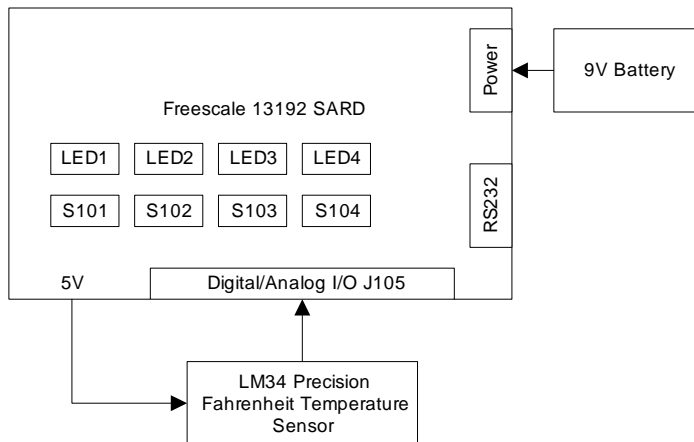 Power
9V Battery
Freescale 13192 SARD
LED1 LED2 LED3 LED4
S101 S102 S103 S104
RS232
5V
Digital/Analog I/O J105
LM34 Precision
Fahrenheit Temperature
Sensor